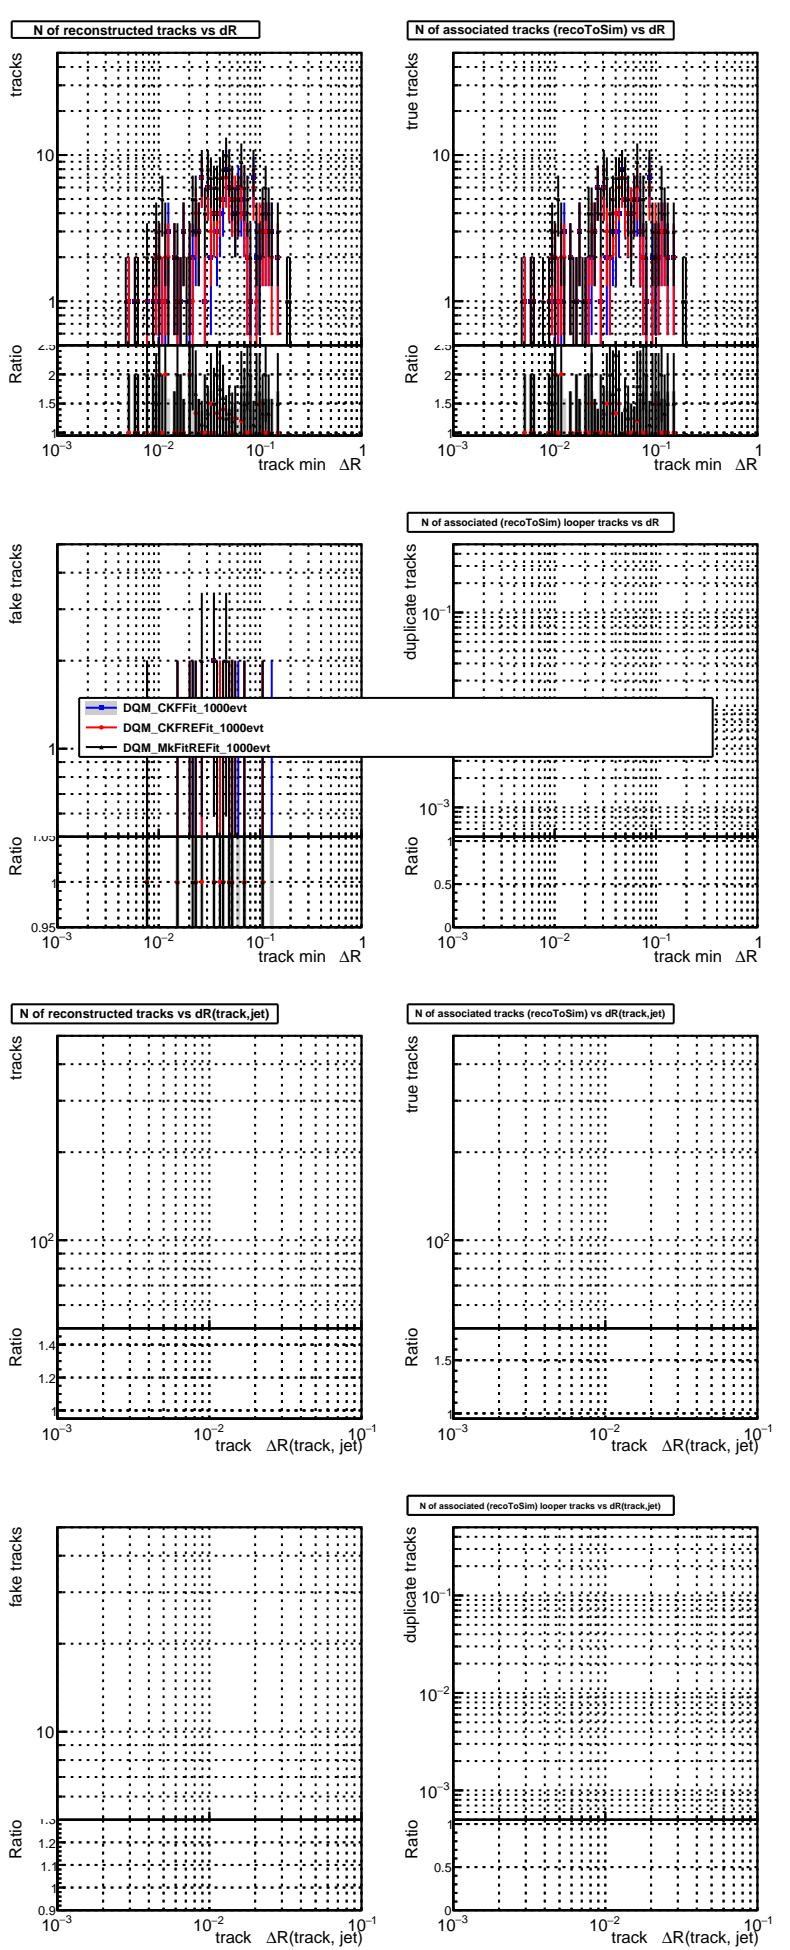 N of reconstructed tracks vs dR
tracks
10
1
Ratio
2.5
2
1.5
1
10−3 10−2 10−1 1
track min ΔR
N of associated tracks (recoToSim) vs dR
true tracks
10
1
Ratio
2.5
2
1.5
1
10−3 10−2 10−1 1
track min ΔR
fake tracks
1
Ratio
1.05
1
0.95
10−3 10−2 10−1 1
track min ΔR
N of associated (recoToSim) looper tracks vs dR
duplicate tracks
10−1
10−3
Ratio
1
0.5
0
10−3 10−2 10−1 1
track min ΔR
DQM_CKFFit_1000evt
DQM_CKFREFit_1000evt
DQM_MkFitREFit_1000evt
N of reconstructed tracks vs dR(track,jet)
tracks
102
Ratio
1.4
1.2
1
10−3 10−2 10−1
track ΔR(track, jet)
N of associated tracks (recoToSim) vs dR(track,jet)
true tracks
102
Ratio
1.5
1
10−3 10−2 10−1
track ΔR(track, jet)
fake tracks
10
Ratio
1.3
1.2
1.1
1
0.9
10−3 10−2 10−1
track ΔR(track, jet)
N of associated (recoToSim) looper tracks vs dR(track,jet)
duplicate tracks
10−1
10−2
10−3
Ratio
1
0.5
0
10−3 10−2 10−1
track ΔR(track, jet)